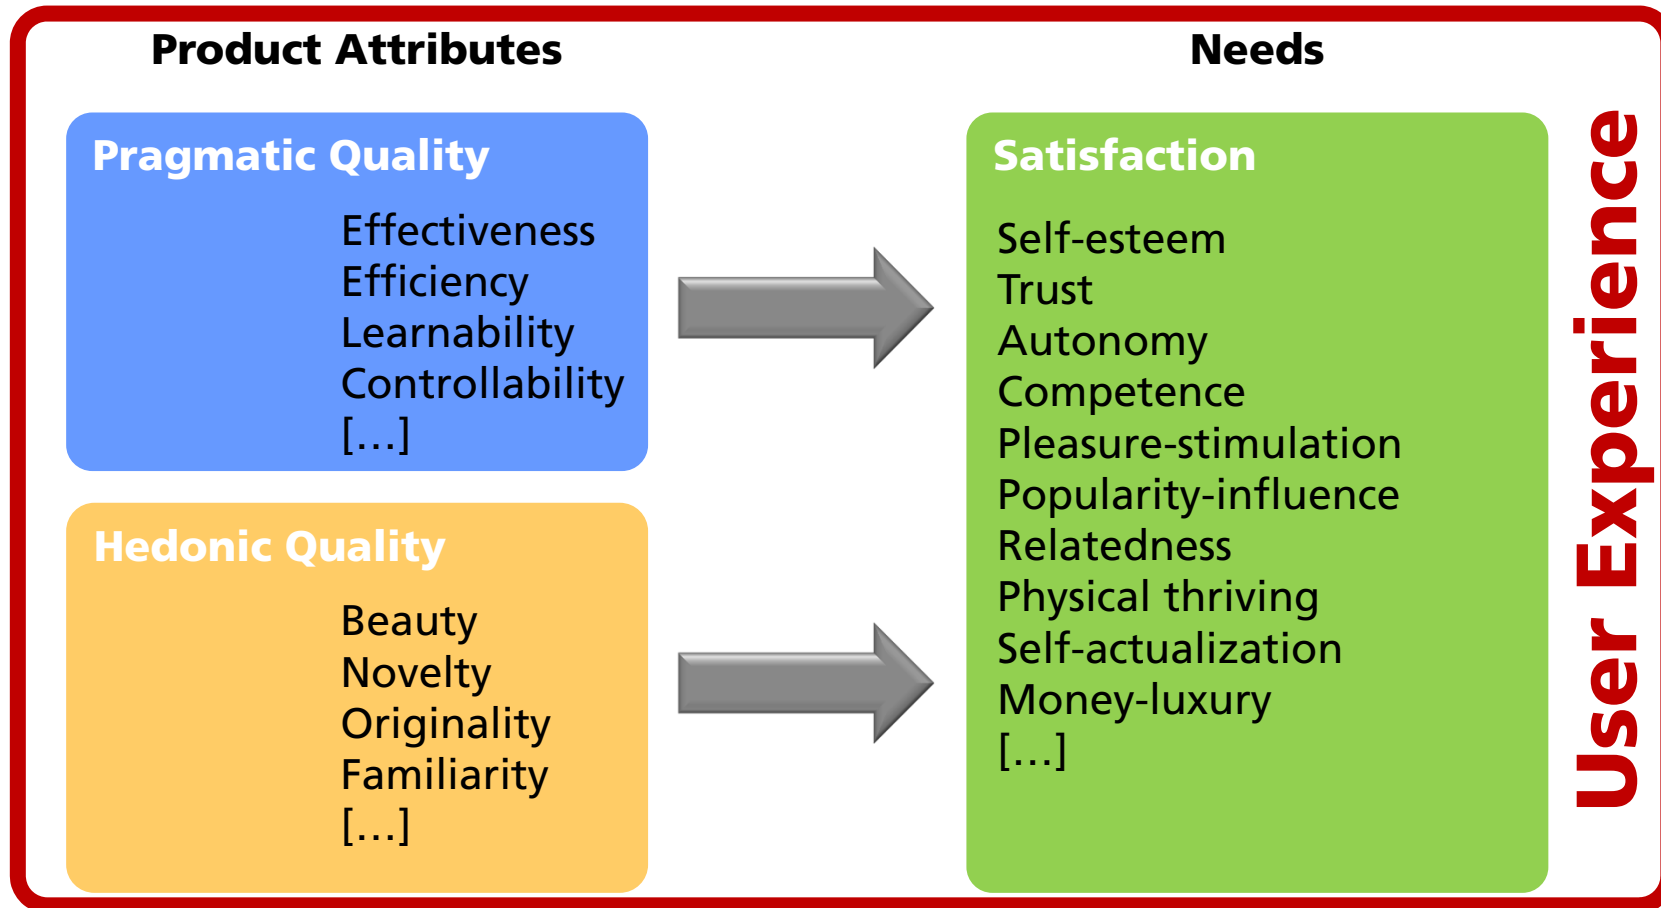 Product Attributes
Pragmatic Quality
Effectiveness
Efficiency
Learnability
Controllability
[…]
Hedonic Quality
Beauty
Novelty
Originality
Familiarity
[…]
Needs
Satisfaction
Self-esteem
Trust
Autonomy
Competence
Pleasure-stimulation
Popularity-influence
Relatedness
Physical thriving
Self-actualization
Money-luxury
[…]
User Experience